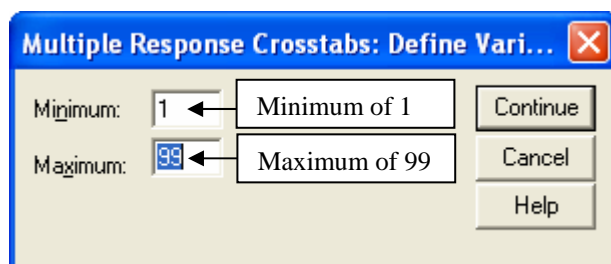 Multiple Response Crosstabs: Define Vari...
Minimum: 1 Minimum of 1 Continue
Maximum: 99 Maximum of 99 Cancel
Help